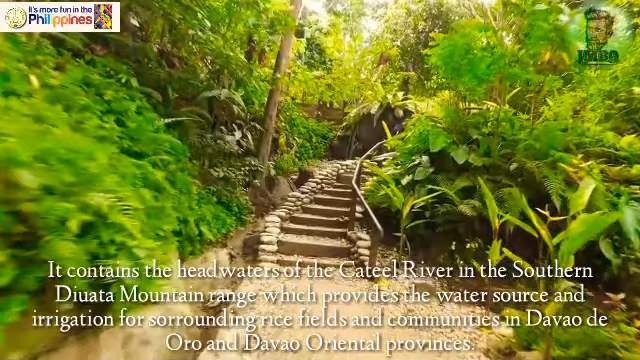 It's more fun in the
Philippines
It contains the headwaters of the Cateel River in the Southern
Diuata Mountain range which provides the water source and
irrigation for sorrounding rice fields and communities in Davao de
Oro and Davao Oriental provinces.